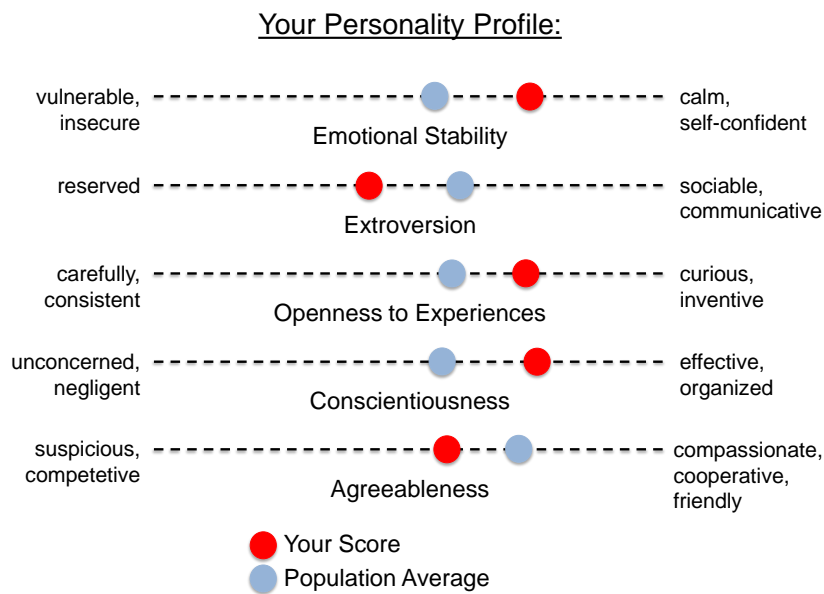 Your Personality Profile:
vulnerable,
insecure
calm,
self-confident
Emotional Stability
reserved
sociable,
communicative
Extroversion
carefully,
consistent
curious,
inventive
Openness to Experiences
unconcerned,
negligent
effective,
organized
Conscientiousness
suspicious,
competetive
compassionate,
cooperative,
friendly
Agreeableness
Your Score
Population Average